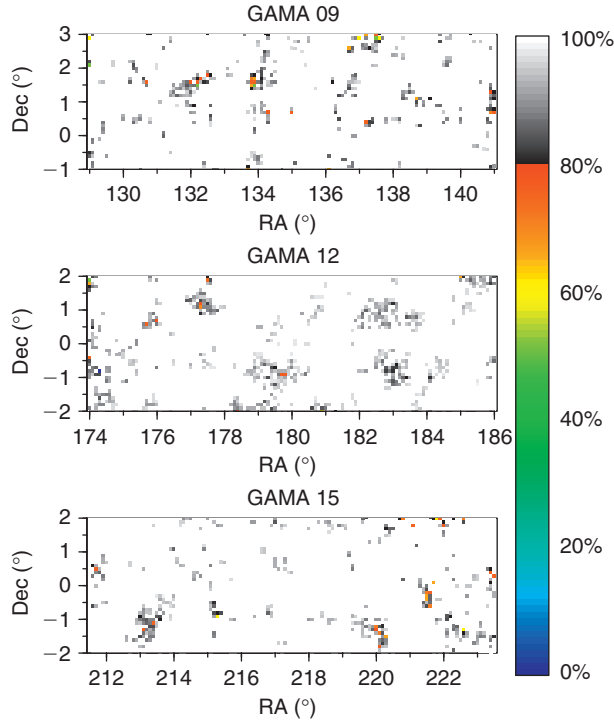 GAMA 09
3
2
1
0
−1
Dec (°)
130 132 134 136 138 140
RA (°)
GAMA 12
2
1
0
−1
−2
Dec (°)
174 176 178 180 182 184 186
RA (°)
GAMA 15
2
1
0
−1
−2
Dec (°)
212 214 216 218 220 222
RA (°)
100%
80%
60%
40%
20%
0%